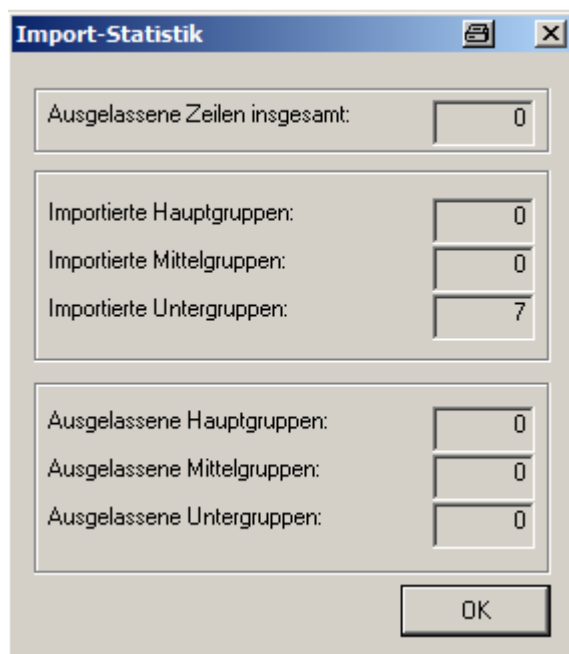 Import-Statistik
Ausgelassene Zeilen insgesamt: 0
Importierte Hauptgruppen: 0
Importierte Mittelgruppen: 0
Importierte Untergruppen: 7
Ausgelassene Hauptgruppen: 0
Ausgelassene Mittelgruppen: 0
Ausgelassene Untergruppen: 0
OK